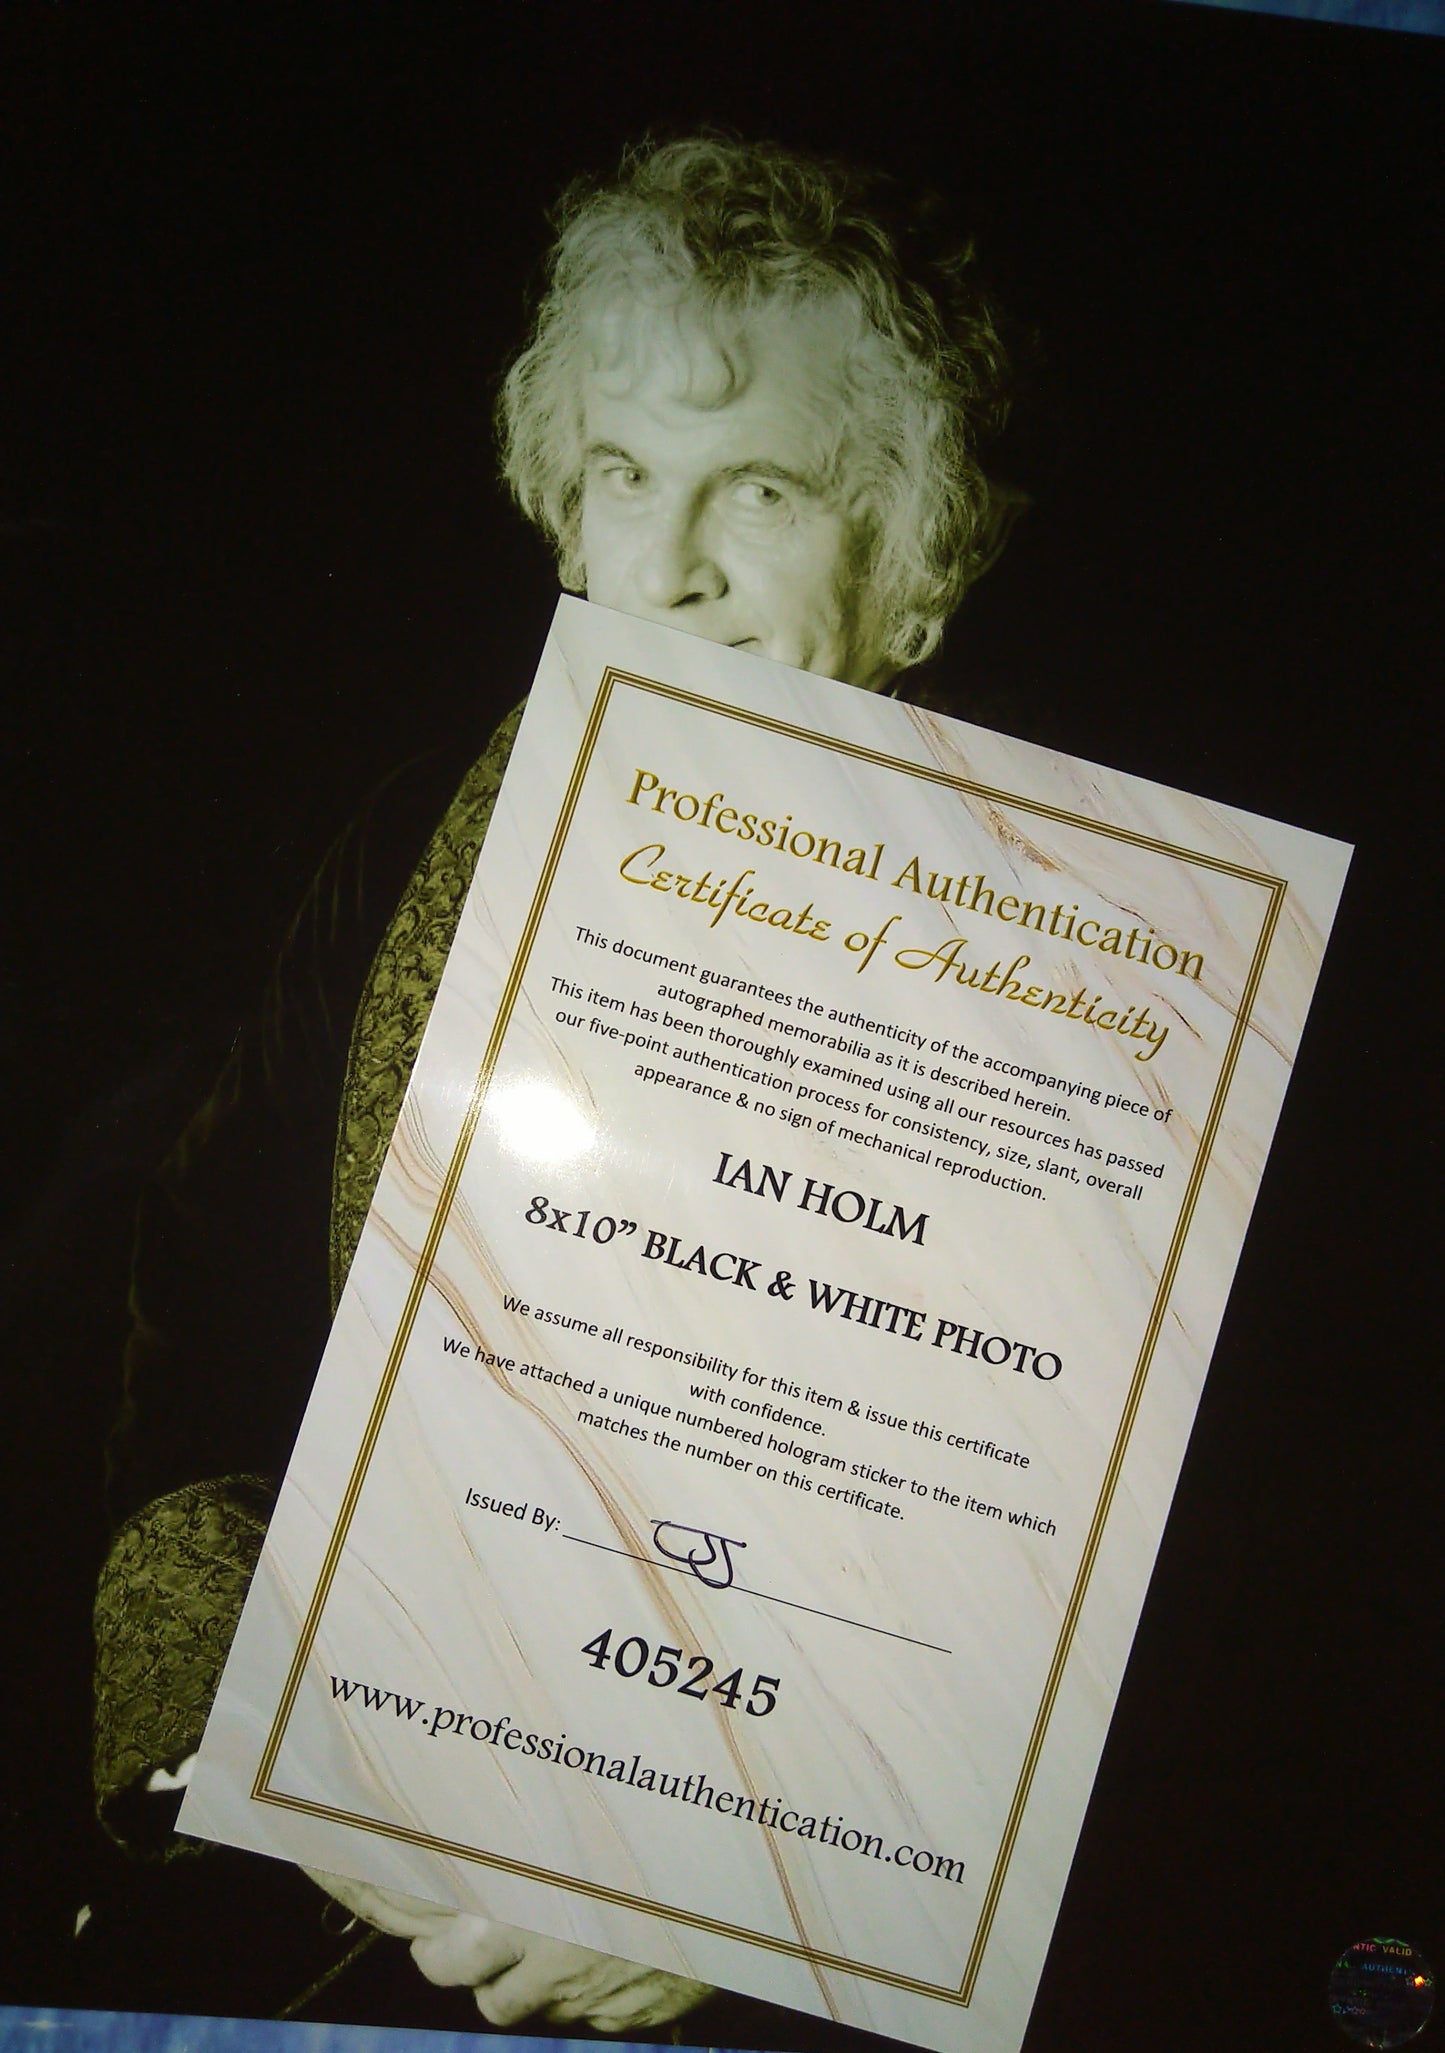 Professional Authentication
Certificate of Authenticity
This document guarantees the authenticity of the accompanying piece of
autographed memorabilia as it is described herein.
This item has been thoroughly examined using all our resources has passed
our five-point authentication process for consistency, size, slant, overall
appearance & no sign of mechanical reproduction.
IAN HOLM
8x10” BLACK & WHITE PHOTO
We assume all responsibility for this item & issue this certificate
with confidence.
We have attached a unique numbered hologram sticker to the item which
matches the number on this certificate.
Issued By:
405245
www.professionalauthentication.com
NTIC VALID
AUTHENT